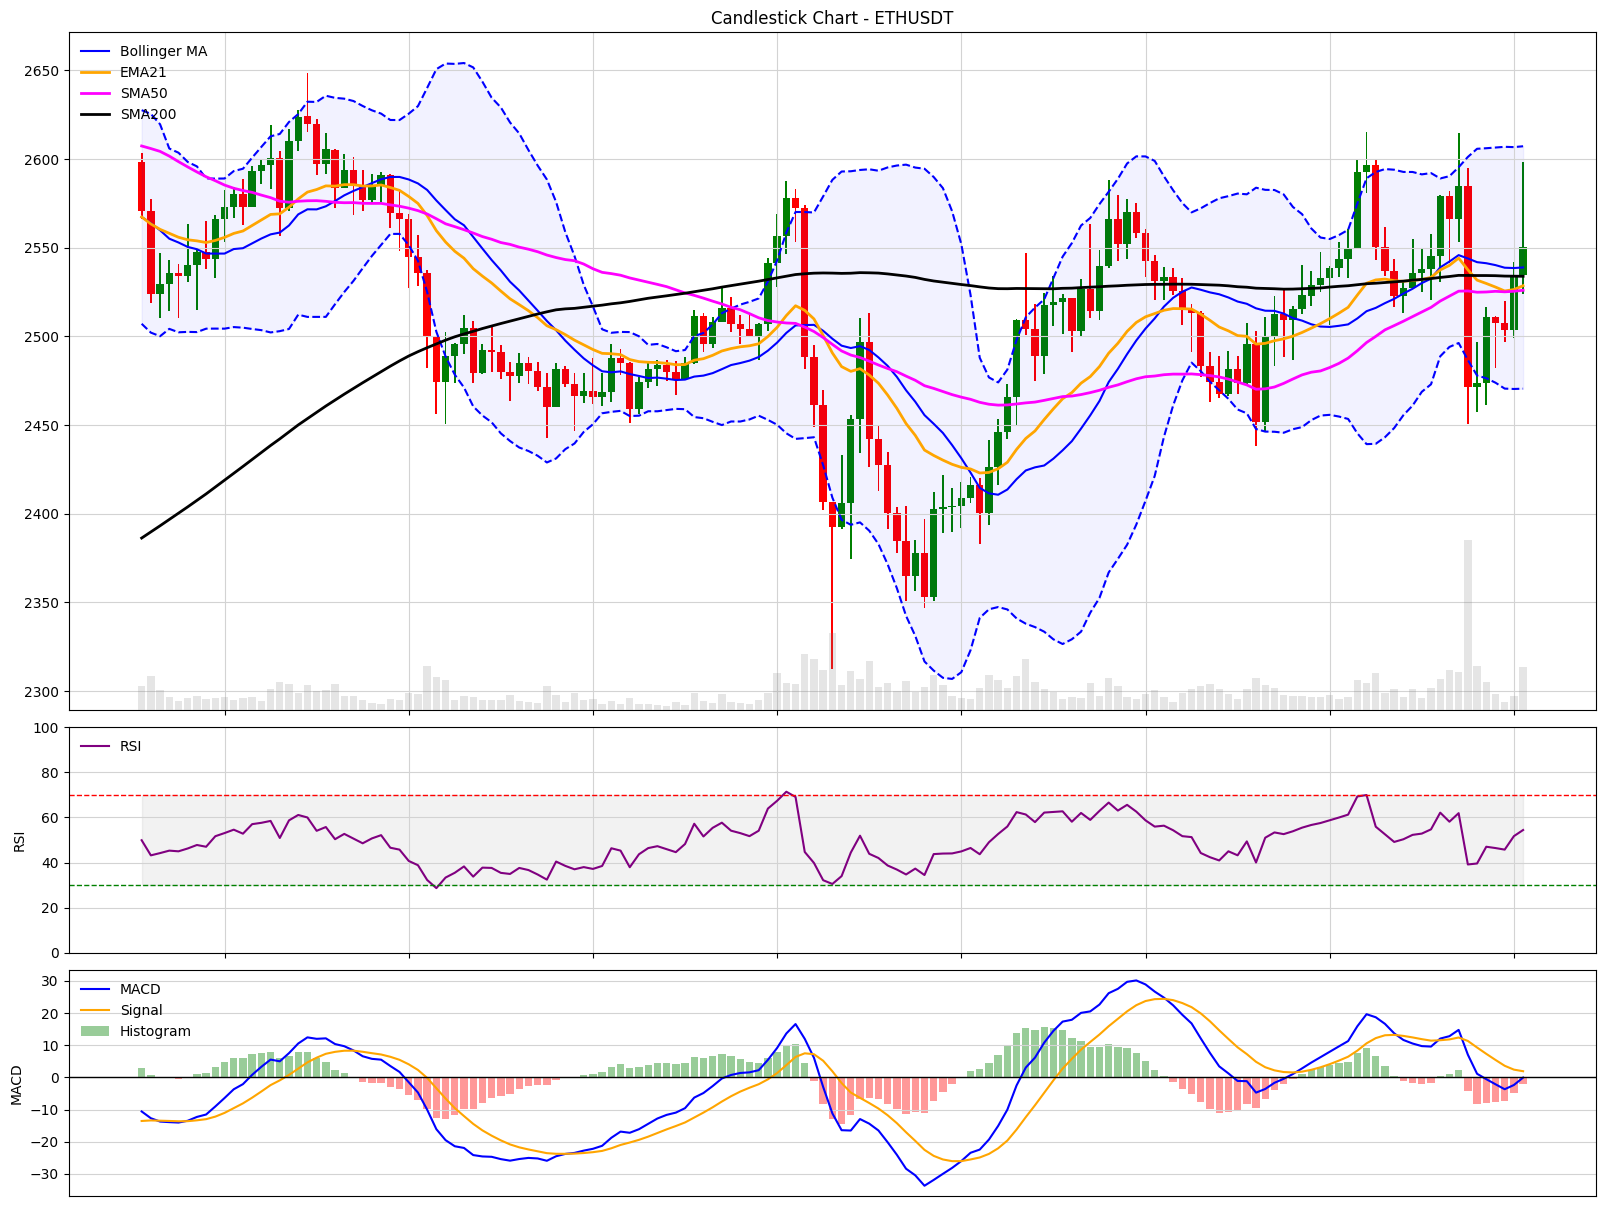 Candlestick Chart - ETHUSDT
Bollinger MA
EMA21
SMA50
SMA200
2650
2600
2550
2500
2450
2400
2350
2300
RSI
100
80
60
40
20
0
RSI
MACD
Signal
Histogram
30
20
10
0
−10
−20
−30
MACD